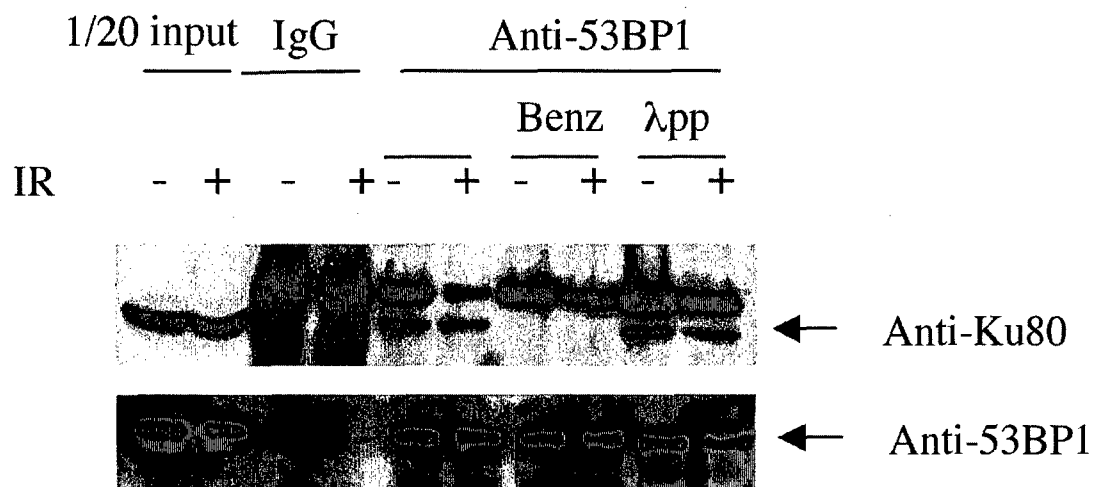 1/20 input IgG Anti-53BP1
Benz λpp
IR - + - + - + - + - +
Anti-Ku80
Anti-53BP1